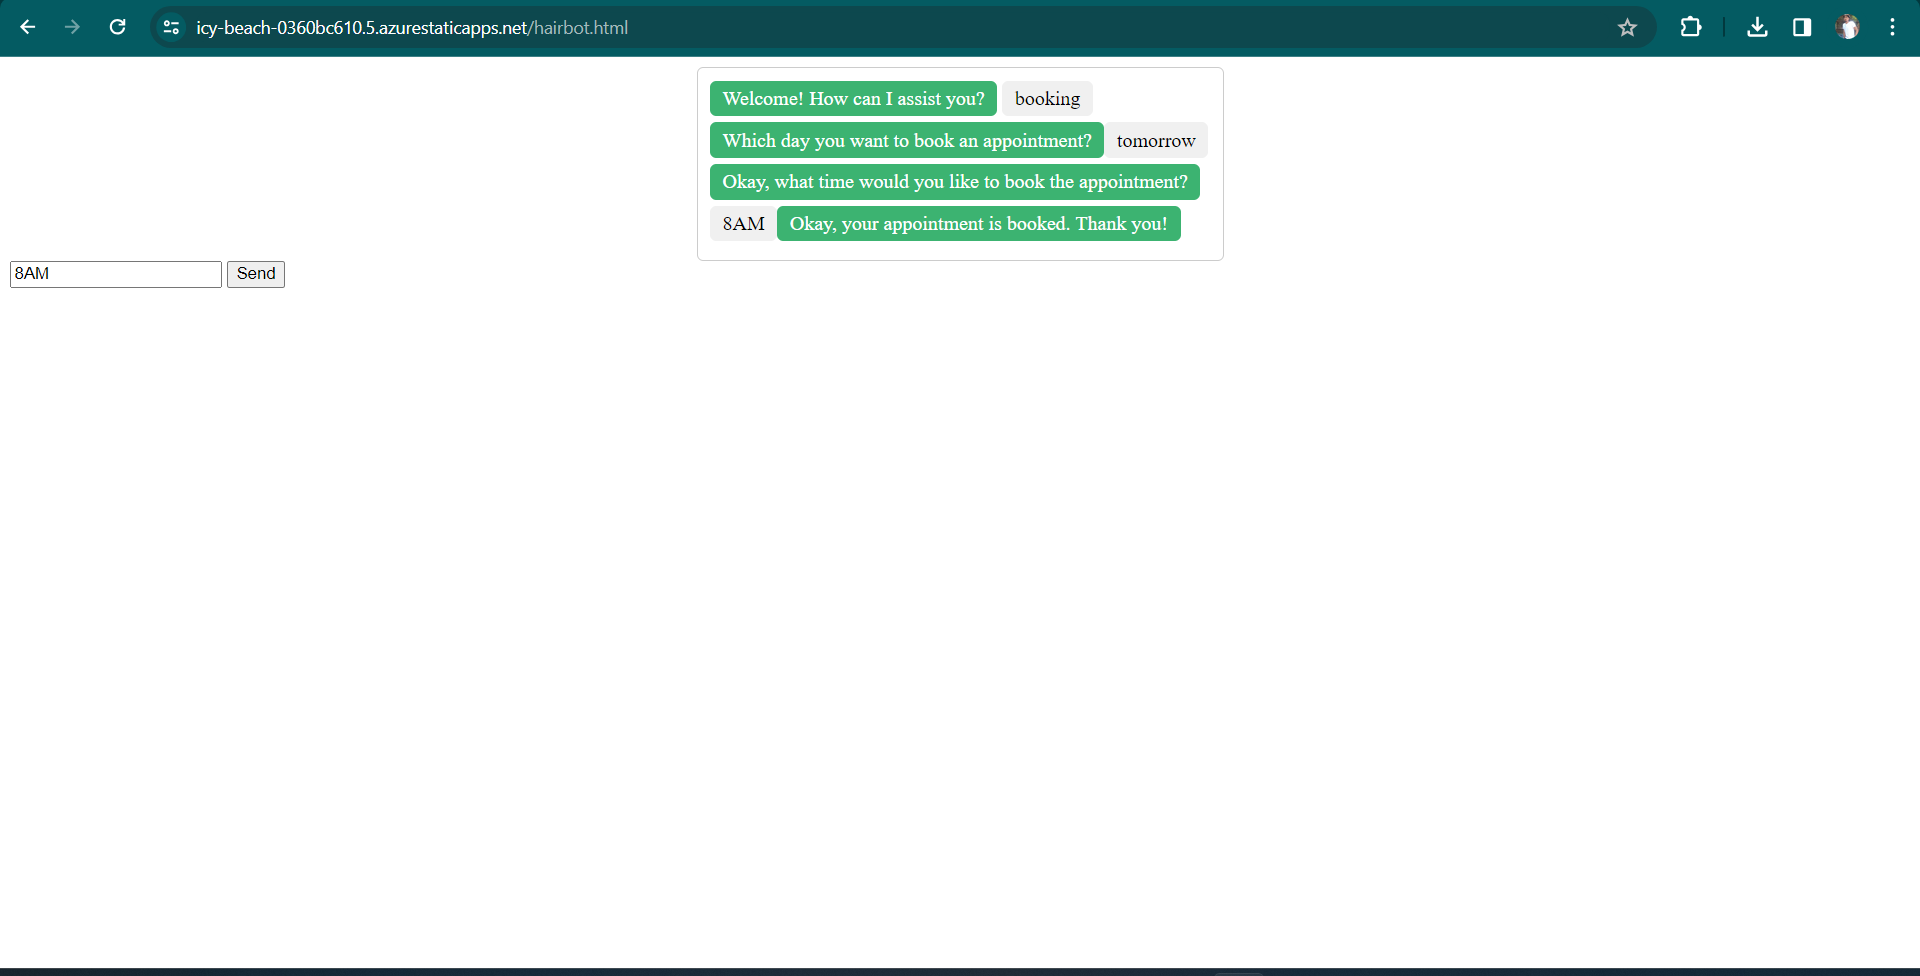 icy-beach-0360bc610.5.azurestaticapps.net/hairbot.html
Welcome! How can I assist you? booking
Which day you want to book an appointment? tomorrow
Okay, what time would you like to book the appointment?
8AM Okay, your appointment is booked. Thank you!
8AM Send